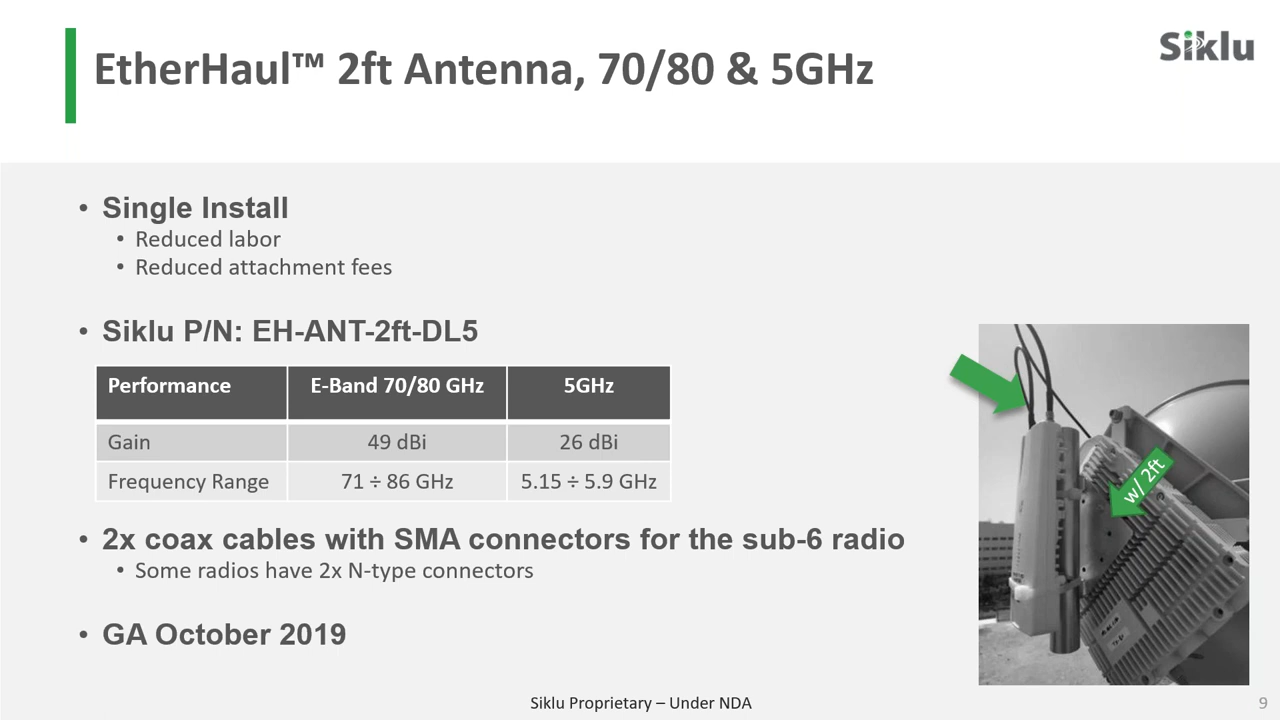 EtherHaul™ 2ft Antenna, 70/80 & 5GHz
Siklu
• Single Install
• Reduced labor
• Reduced attachment fees
• Siklu P/N: EH-ANT-2ft-DL5
Performance E-Band 70/80 GHz 5GHz
Gain 49 dBi 26 dBi
Frequency Range 71 ÷ 86 GHz 5.15 ÷ 5.9 GHz
w/ 2ft
• 2x coax cables with SMA connectors for the sub-6 radio
• Some radios have 2x N-type connectors
• GA October 2019
Siklu Proprietary – Under NDA
9